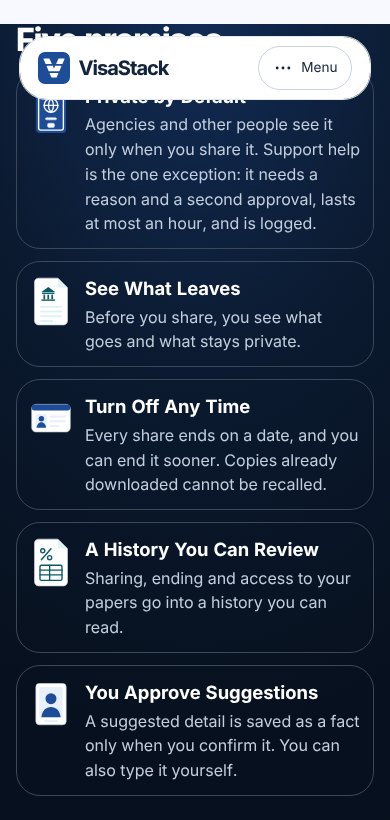 Five promises
VisaStack
Menu
Private by Default
Agencies and other people see it
only when you share it. Support help
is the one exception: it needs a
reason and a second approval, lasts
at most an hour, and is logged.
See What Leaves
Before you share, you see what
goes and what stays private.
Turn Off Any Time
Every share ends on a date, and you
can end it sooner. Copies already
downloaded cannot be recalled.
A History You Can Review
Sharing, ending and access to your
papers go into a history you can
read.
You Approve Suggestions
A suggested detail is saved as a fact
only when you confirm it. You can
also type it yourself.